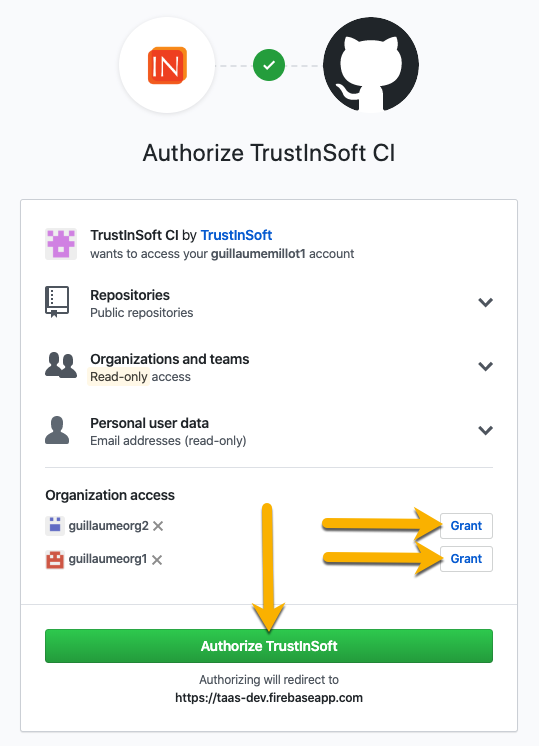 IN
Authorize TrustInSoft CI
TrustInSoft CI by TrustInSoft
wants to access your guillaumemillot1 account
Repositories
Public repositories
Organizations and teams
Read-only access
Personal user data
Email addresses (read-only)
Organization access
guillaumeorg2
Grant
guillaumeorg1
Grant
Authorize TrustInSoft
Authorizing will redirect to
https://taas-dev.firebaseapp.com